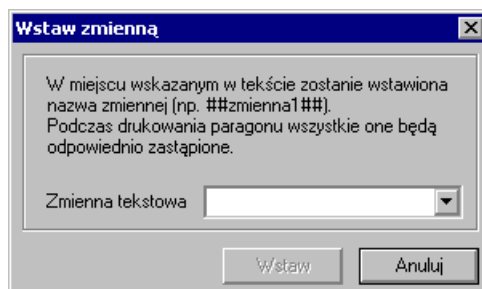 Wstaw zmienną
W miejscu wskazanym w tekście zostanie wstawiona
nazwa zmiennej (np. ##zmienna1##).
Podczas drukowania paragonu wszystkie one będą
odpowiednio zastąpione.
Zmienna tekstowa
Wstaw Anuluj